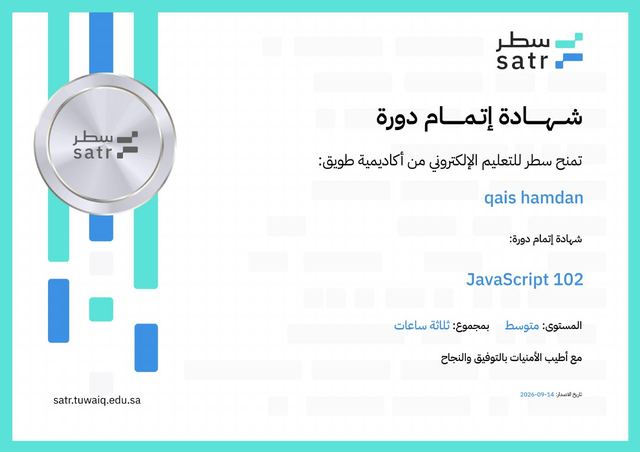 سطر
satr
شهادة إتمام دورة
تمنح سطر للتعليم الإلكتروني من أكاديمية طويق:
qais hamdan
شهادة إتمام دورة:
JavaScript 102
المستوى: متوسط بمجموع: ثلاثة ساعات
مع أطيب الأمنيات بالتوفيق والنجاح
تاريخ الاصدار: 2026-09-14
سطر
satr
satr.tuwaiq.edu.sa